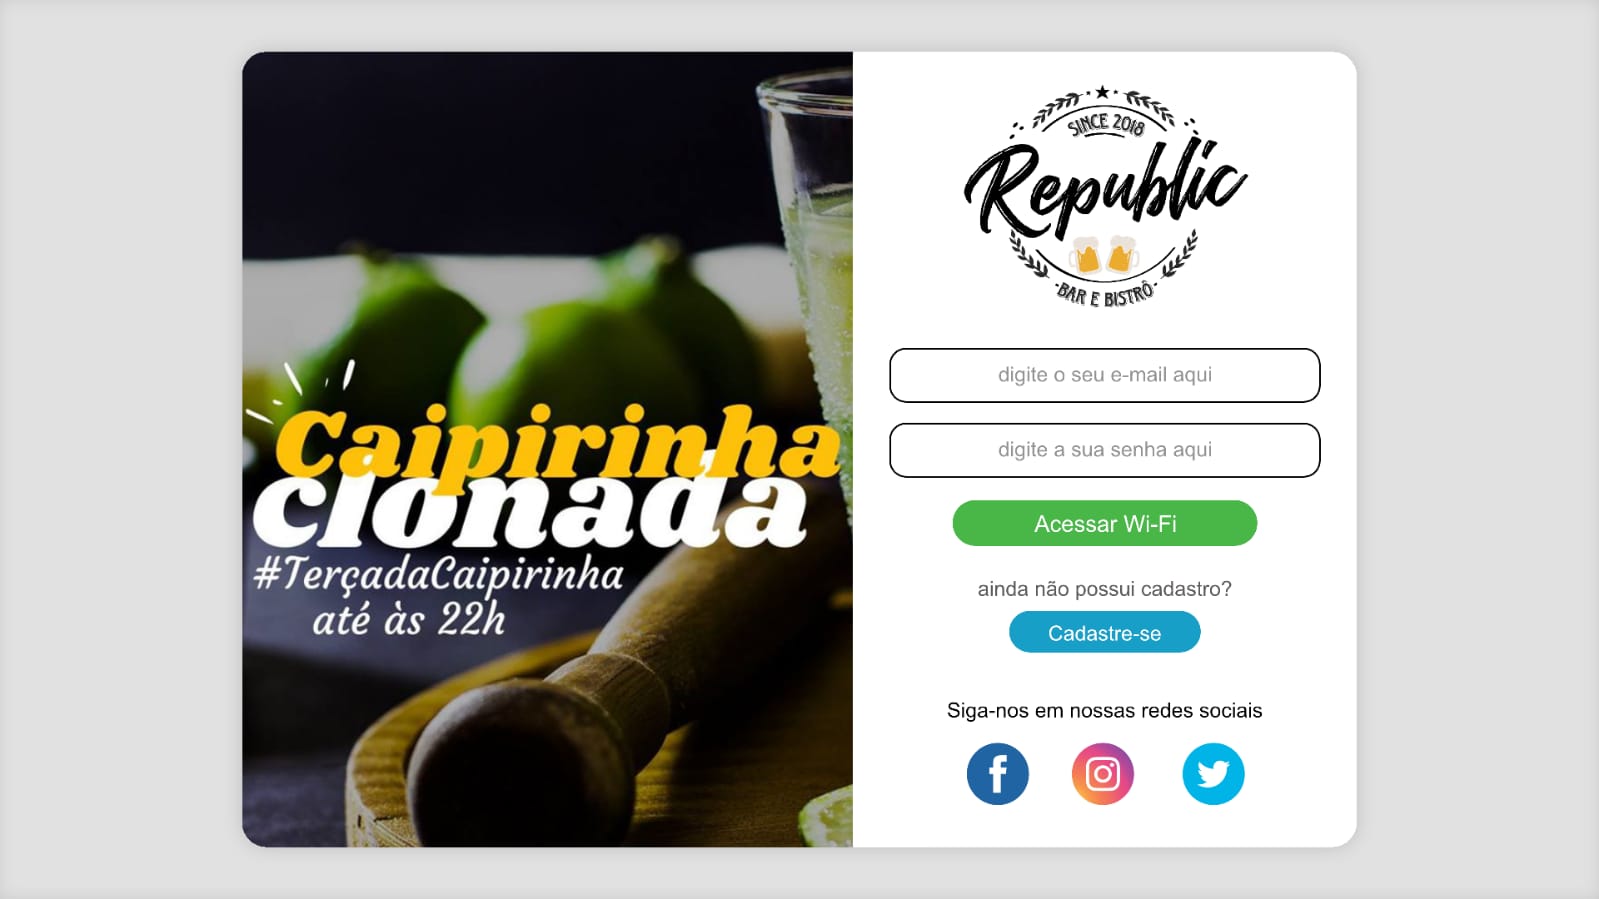 Caipirinha
clonada
#TerçadaCaipirinha
até às 22h
SINCE 2018
Republic
-BAR E BISTRÔ-
digite o seu e-mail aqui
digite a sua senha aqui
Acessar Wi-Fi
ainda não possui cadastro?
Cadastre-se
Siga-nos em nossas redes sociais